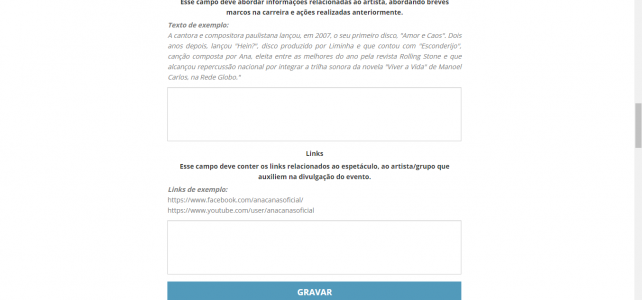 Esse campo deve abordar informações relacionadas ao artista, abordando breves
marcos na carreira e ações realizadas anteriormente.
Texto de exemplo:
A cantora e compositora paulistana lançou, em 2007, o seu primeiro disco, "Amor e Caos". Dois
anos depois, lançou "Hein?", disco produzido por Liminha e que contou com "Esconderijo",
canção composta por Ana, eleita entre as melhores do ano pela revista Rolling Stone e que
alcançou repercussão nacional por integrar a trilha sonora da novela "Viver a Vida" de Manoel
Carlos, na Rede Globo."
Links
Esse campo deve conter os links relacionados ao espetáculo, ao artista/grupo que
auxiliem na divulgação do evento.
Links de exemplo:
https://www.facebook.com/anacanasoficial/
https://www.youtube.com/user/anacanasoficial
GRAVAR